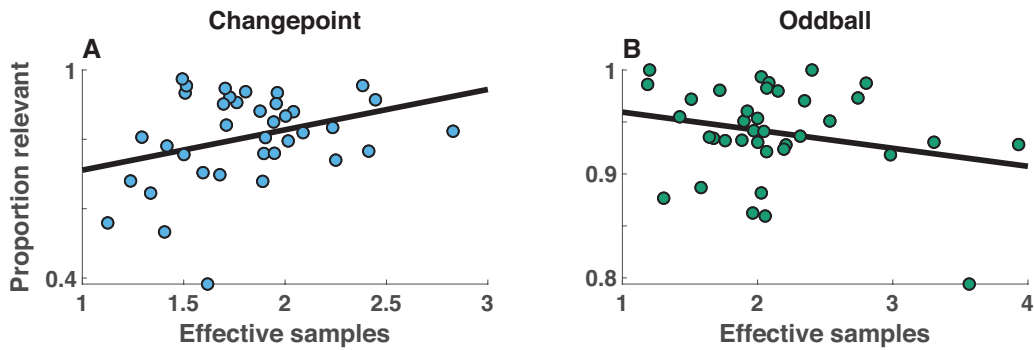 Changepoint
Oddball
A
B
Proportion relevant
1
0.4
1
1.5
2
2.5
3
Effective samples
1
0.9
0.8
1
2
3
4
Effective samples